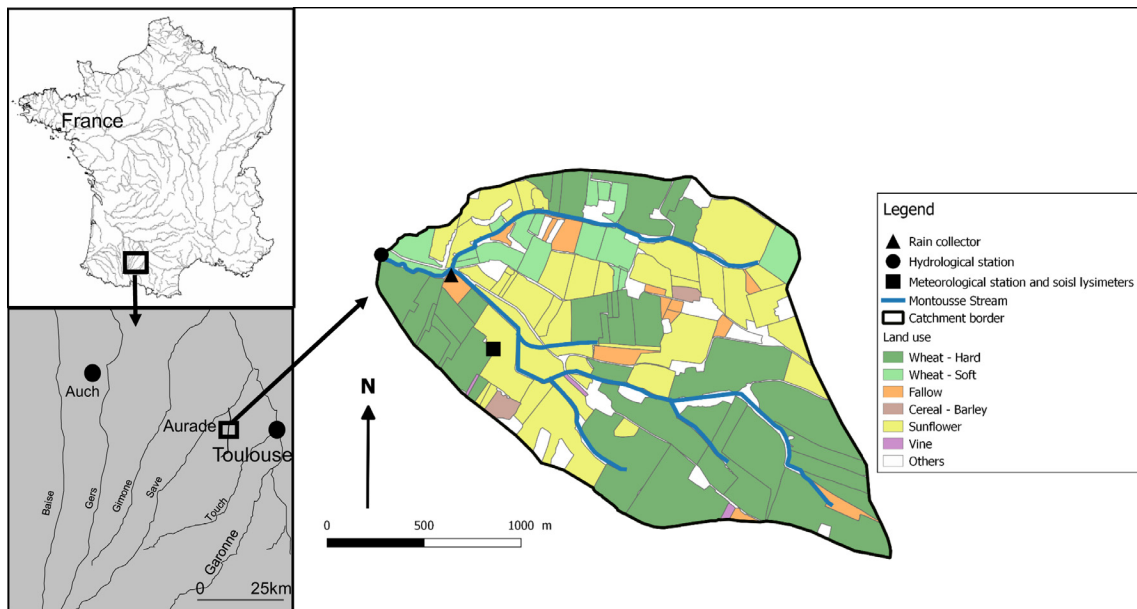 France
Auch
Aurade
Toulouse
Baise
Gers
Gimone
Save
Touch
Garonne
0 25km
N
0 500 1000 m
Legend
Rain collector
Hydrological station
Meteorological station and soisl lysimeters
Montousse Stream
Catchment border
Land use
Wheat - Hard
Wheat - Soft
Fallow
Cereal - Barley
Sunflower
Vine
Others